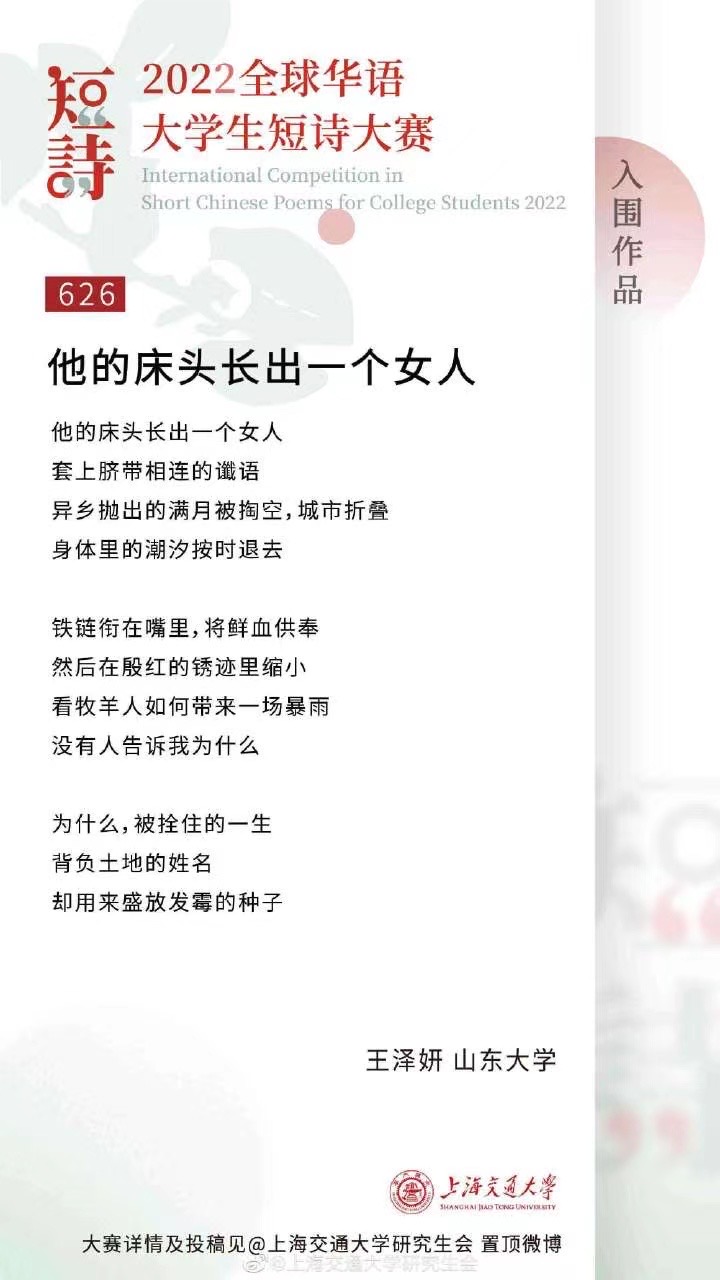 短詩
2022全球华语
大学生短诗大赛
International Competition in
Short Chinese Poems for College Students 2022
入围作品
626
他的床头长出一个女人
他的床头长出一个女人
套上脐带相连的谶语
异乡抛出的满月被掏空，城市折叠
身体里的潮汐按时退去
铁链衔在嘴里，将鲜血供奉
然后在殷红的锈迹里缩小
看牧羊人如何带来一场暴雨
没有人告诉我为什么
为什么，被拴住的一生
背负土地的姓名
却用来盛放发霉的种子
王泽妍 山东大学
上海交通大学
SHANGHAI JIAO TONG UNIVERSITY
大赛详情及投稿见@上海交通大学研究生会 置顶微博
@上海交通大学研究生会